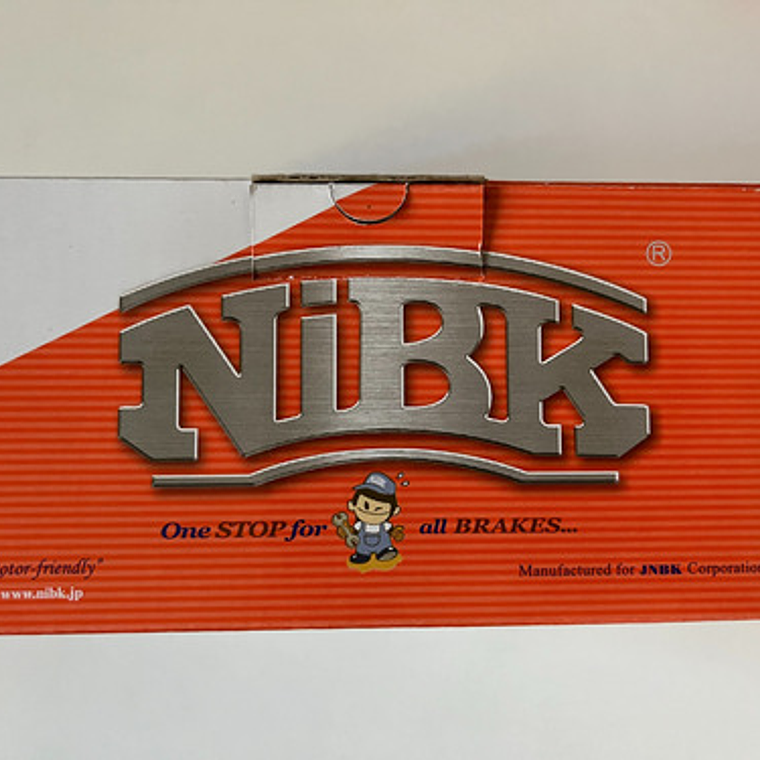 ®
NiBK
One STOP for all BRAKES...
otor-friendly"
Manufactured for JNBK Corporation
www.nibk.jp